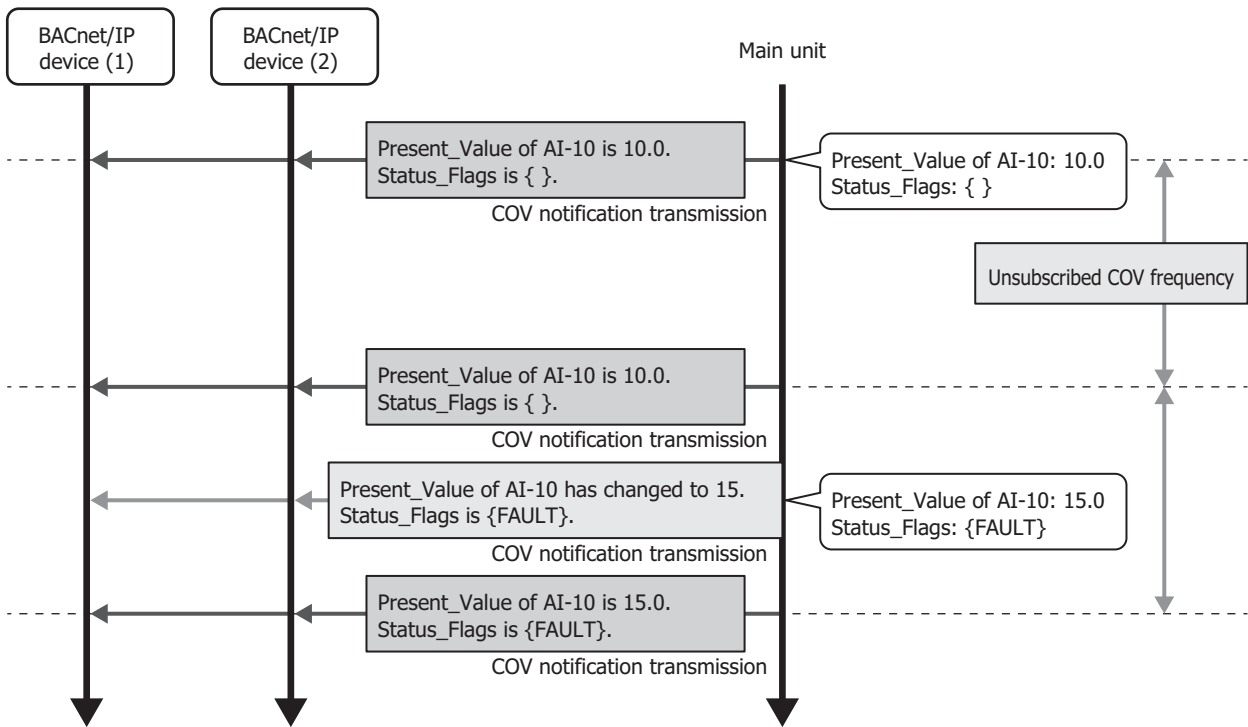 BACnet/IP
device (1)
BACnet/IP
device (2)
Main unit
Present_Value of AI-10 is 10.0.
Status_Flags is { }.
COV notification transmission
Present_Value of AI-10: 10.0
Status_Flags: { }
Unsubscribed COV frequency
Present_Value of AI-10 is 10.0.
Status_Flags is { }.
COV notification transmission
Present_Value of AI-10 has changed to 15.
Status_Flags is {FAULT}.
COV notification transmission
Present_Value of AI-10: 15.0
Status_Flags: {FAULT}
Present_Value of AI-10 is 15.0.
Status_Flags is {FAULT}.
COV notification transmission